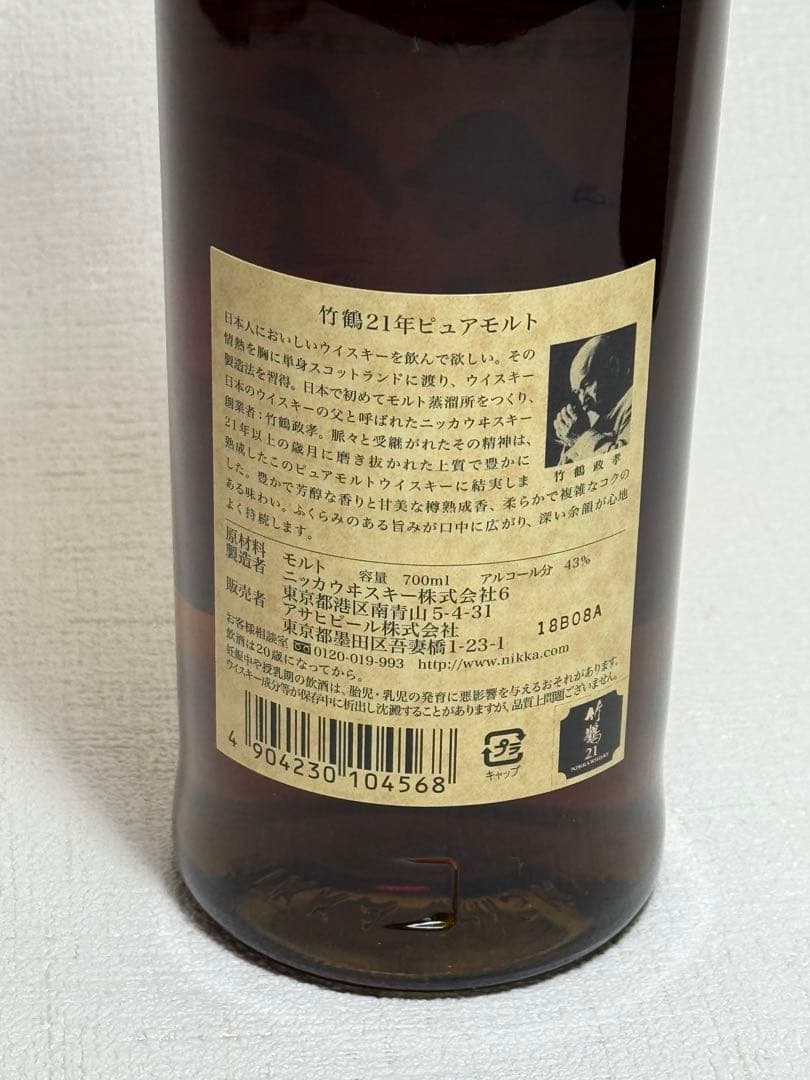 竹鶴21年ピュアモルト
日本人においしいウイスキーを飲んで欲しい。その
情熱を胸に単身スコットランドに渡り、ウイスキー
製造法を習得。日本で初めてモルト蒸溜所をつくり、
日本のウイスキーの父と呼ばれたニッカウヰスキー
創業者:竹鶴政孝。脈々と受継がれたその精神は、
21年以上の歳月に磨き抜かれた上質で豊かに
熟成したこのピュアモルトウイスキーに結実しま
した。豊かで芳醇な香りと甘美な樽熟成香、柔らかで複雑なコクの
ある味わい。ふくらみのある旨みが口中に広がり、深い余韻が心地
よく持続します。
竹鶴政孝
原材料 モルト 容量 700ml アルコール分 43%
製造者 ニッカウヰスキー株式会社6
東京都港区南青山5-4-31
販売者 アサヒビール株式会社
東京都墨田区吾妻橋1-23-1
18B08A
お客様相談室 0120-019-993 http://www.nikka.com
飲酒は20歳になってから。
妊娠中や授乳期の飲酒は、胎児・乳児の発育に悪影響を与えるおそれがあります。
ウイスキー成分等が保存中に析出し沈澱することがありますが、品質上問題ございません。
4 904230 104568
プラ
キャップ
竹鶴
21